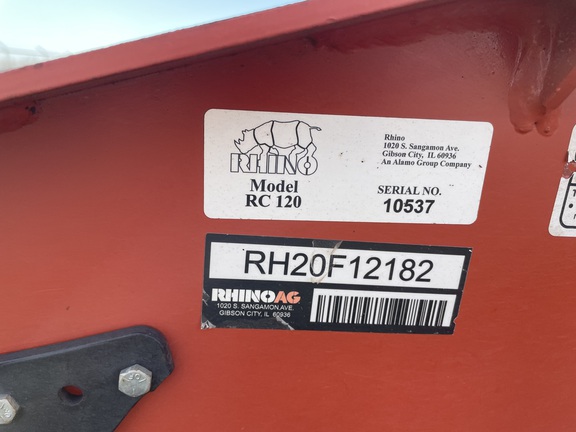 RHINO
Model
RC 120
Rhino
1020 S. Sangamon Ave.
Gibson City, IL 60936
An Alamo Group Company
SERIAL NO.
10537
RH20F12182
RHINOAG
1020 S. SANGAMON AVE.
GIBSON CITY, IL 60936